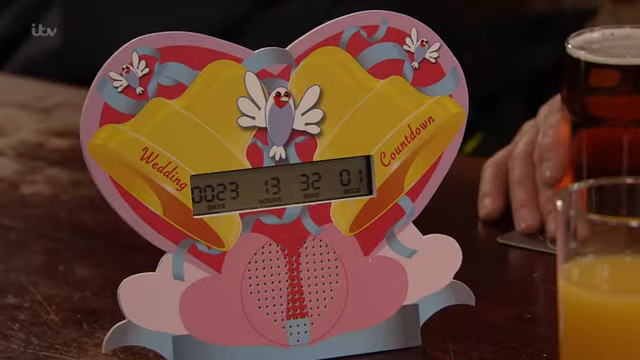 itv
Wedding
Countdown
0023 13 32 01
DAYS HOURS MINS SECS